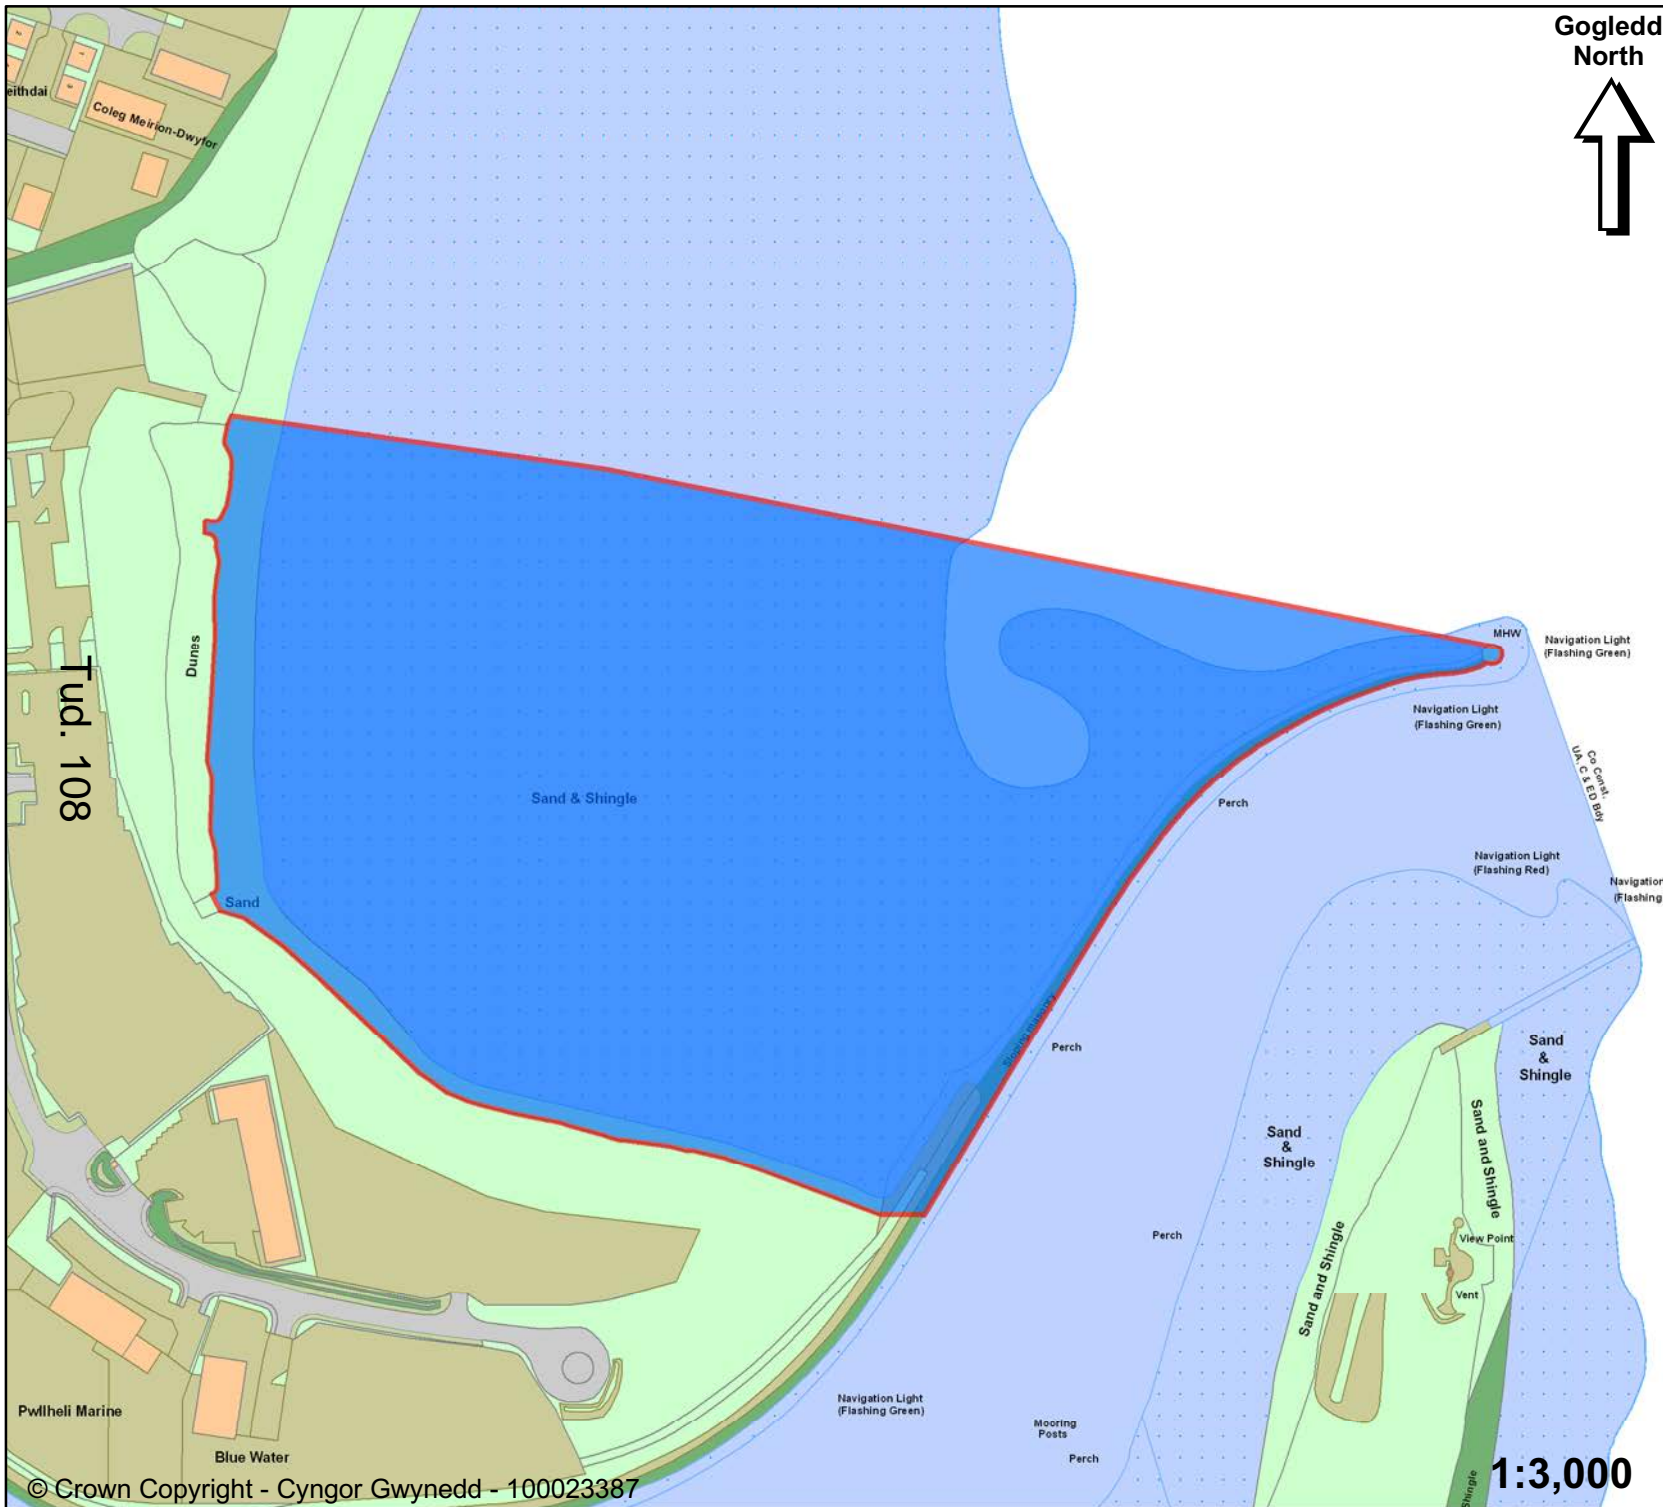 Gogledd
North
eithdai
Coleg Meirion-Dwyfor
Dunes
Tud. 108
Sand & Shingle
Sand
MHW
Navigation Light
(Flashing Green)
Navigation Light
(Flashing Green)
Co Const,
UA, C & ED Bdy
Perch
Navigation Light
(Flashing Red)
Navigation
(Flashing
Sloping masonry
Perch
Sand
&
Shingle
Sand
&
Shingle
Sand and Shingle
Sand and Shingle
Perch
View Point
Vent
Navigation Light
(Flashing Green)
Mooring
Posts
Perch
Pwllheli Marine
Blue Water
Shingle
© Crown Copyright - Cyngor Gwynedd - 100023387
1:3,000